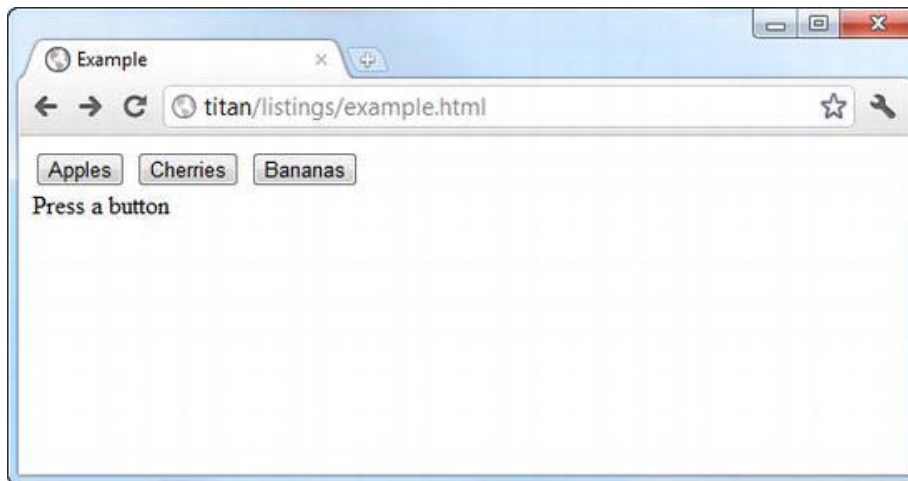 Example
titan/listings/example.html
Apples Cherries Bananas
Press a button